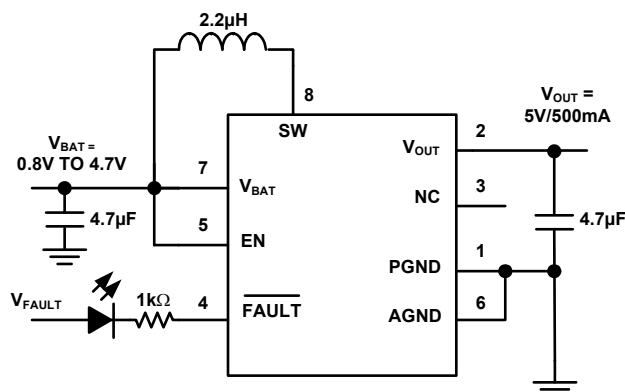 2.2µH
8
SW
V_BAT =
0.8V TO 4.7V
7
V_BAT
4.7µF
5
EN
V_FAULT
1kΩ
4
FAULT
V_OUT =
5V/500mA
2
V_OUT
3
NC
4.7µF
1
PGND
6
AGND